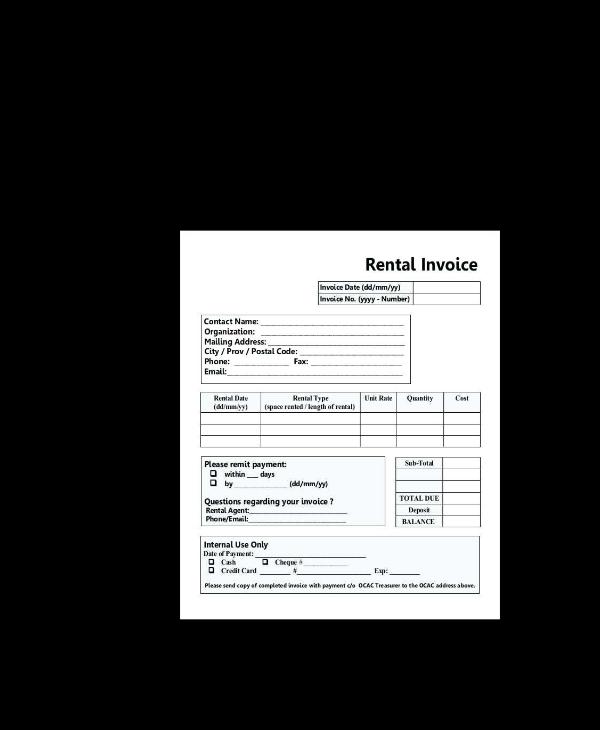 Rental Invoice
Invoice Date (dd/mm/yy)
Invoice No. (yyyy - Number)
Contact Name: ____________________
Organization: ____________________
Mailing Address: ____________________
City / Prov / Postal Code: ____________________
Phone: __________ Fax: ____________________
Email: ____________________
Rental Date (dd/mm/yy) Rental Type (space rented / length of rental) Unit Rate Quantity Cost
Please remit payment:
☐ within ___ days
☐ by ____________ (dd/mm/yy)
Questions regarding your invoice ?
Rental Agent: ____________________
Phone/Email: ____________________
Sub-Total
TOTAL DUE
Deposit
BALANCE
Internal Use Only
Date of Payment: ____________________
☐ Cash ☐ Cheque # __________
☐ Credit Card ________ #____________________ Exp: ________
Please send copy of completed invoice with payment c/o OCAC Treasurer to the OCAC address above.